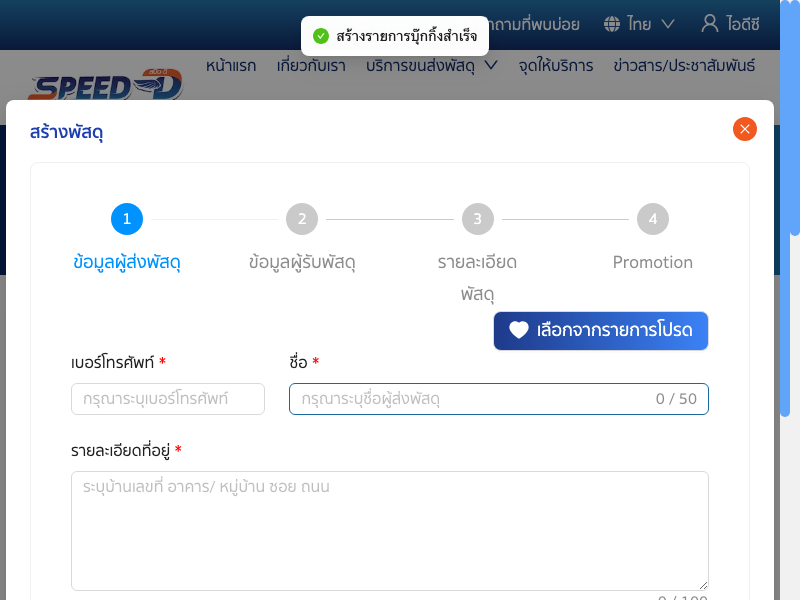 สร้างรายการบุ๊กกิ้งสำเร็จ
ถามที่พบบ่อย ไทย ไอดีซี
หน้าแรก เกี่ยวกับเรา บริการขนส่งพัสดุ จุดให้บริการ ข่าวสาร/ประชาสัมพันธ์
SPEED D
สร้างพัสดุ
1 2 3 4
ข้อมูลผู้ส่งพัสดุ ข้อมูลผู้รับพัสดุ รายละเอียด Promotion
พัสดุ
เลือกจากรายการโปรด
เบอร์โทรศัพท์ * ชื่อ *
กรุณาระบุเบอร์โทรศัพท์ กรุณาระบุชื่อผู้ส่งพัสดุ 0 / 50
รายละเอียดที่อยู่ *
ระบุบ้านเลขที่ อาคาร/ หมู่บ้าน ซอย ถนน
0 / 100